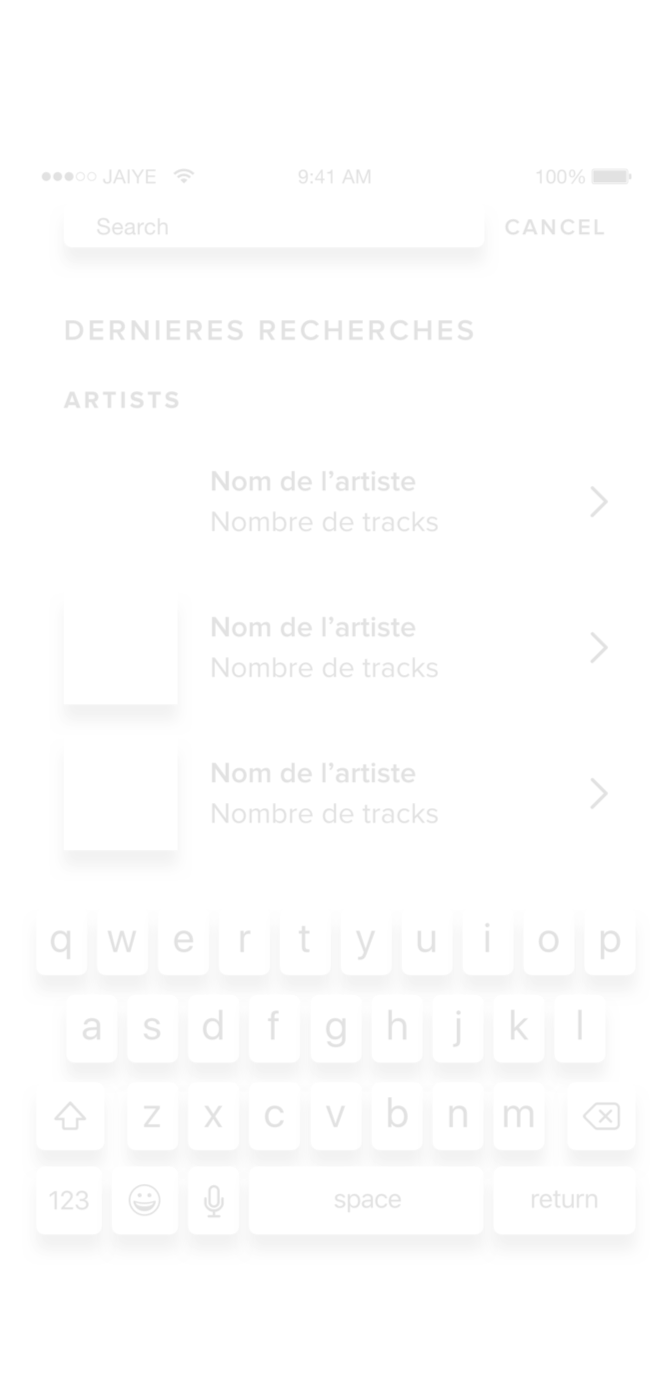 JAIYE 9:41 AM 100%
Search CANCEL
DERNIERES RECHERCHES
ARTISTS
Nom de l’artiste
Nombre de tracks
Nom de l’artiste
Nombre de tracks
Nom de l’artiste
Nombre de tracks
q w e r t y u i o p
a s d f g h j k l
z x c v b n m
123 space return